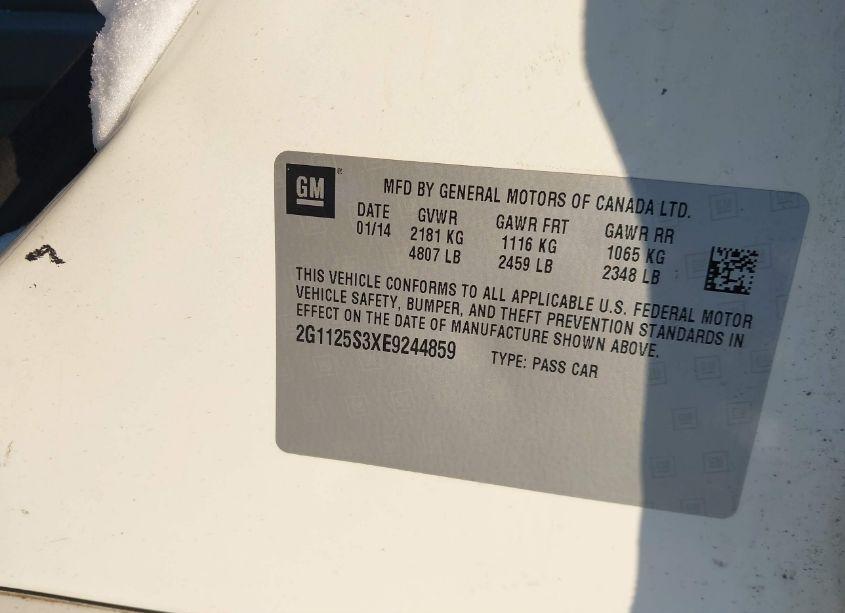 GM ®
MFD BY GENERAL MOTORS OF CANADA LTD.
DATE GVWR GAWR FRT GAWR RR
01/14 2181 KG 1116 KG 1065 KG
4807 LB 2459 LB 2348 LB
THIS VEHICLE CONFORMS TO ALL APPLICABLE U.S. FEDERAL MOTOR
VEHICLE SAFETY, BUMPER, AND THEFT PREVENTION STANDARDS IN
EFFECT ON THE DATE OF MANUFACTURE SHOWN ABOVE.
2G1125S3XE9244859 TYPE: PASS CAR